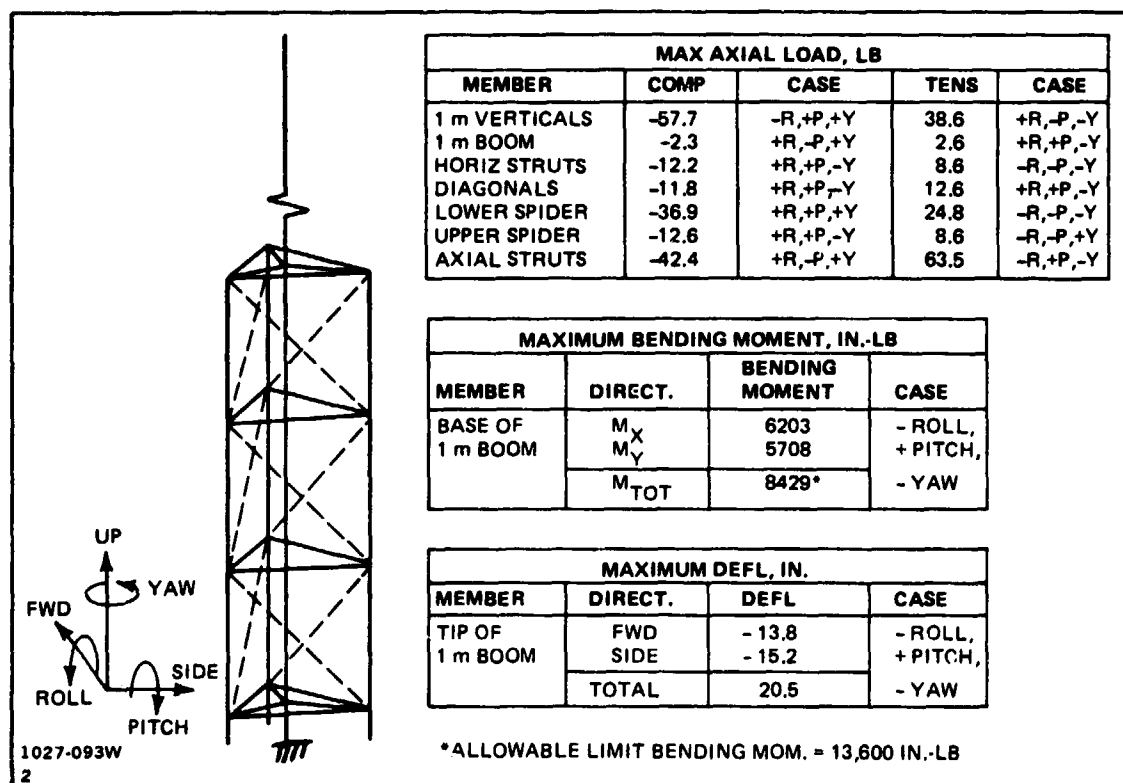 MAX AXIAL LOAD, LB
MEMBER COMP CASE TENS CASE
1 m VERTICALS -57.7 -R,+P,+Y 38.6 +R,-P,-Y
1 m BOOM -2.3 +R,-P,+Y 2.6 +R,+P,-Y
HORIZ STRUTS -12.2 +R,+P,-Y 8.6 -R,-P,-Y
DIAGONALS -11.8 +R,+P,-Y 12.6 +R,+P,-Y
LOWER SPIDER -36.9 +R,+P,+Y 24.8 -R,-P,-Y
UPPER SPIDER -12.6 +R,+P,-Y 8.6 -R,-P,+Y
AXIAL STRUTS -42.4 +R,-P,+Y 63.5 -R,+P,-Y
MAXIMUM BENDING MOMENT, IN.-LB
MEMBER DIRECT. BENDING MOMENT CASE
BASE OF M_X 6203 - ROLL,
1 m BOOM M_Y 5708 + PITCH,
M_TOT 8429* - YAW
MAXIMUM DEFL, IN.
MEMBER DIRECT. DEFL CASE
TIP OF FWD - 13.8 - ROLL,
1 m BOOM SIDE - 15.2 + PITCH,
TOTAL 20.5 - YAW
UP
YAW
FWD
SIDE
ROLL
PITCH
1027-093W
2
*ALLOWABLE LIMIT BENDING MOM. = 13,600 IN.-LB